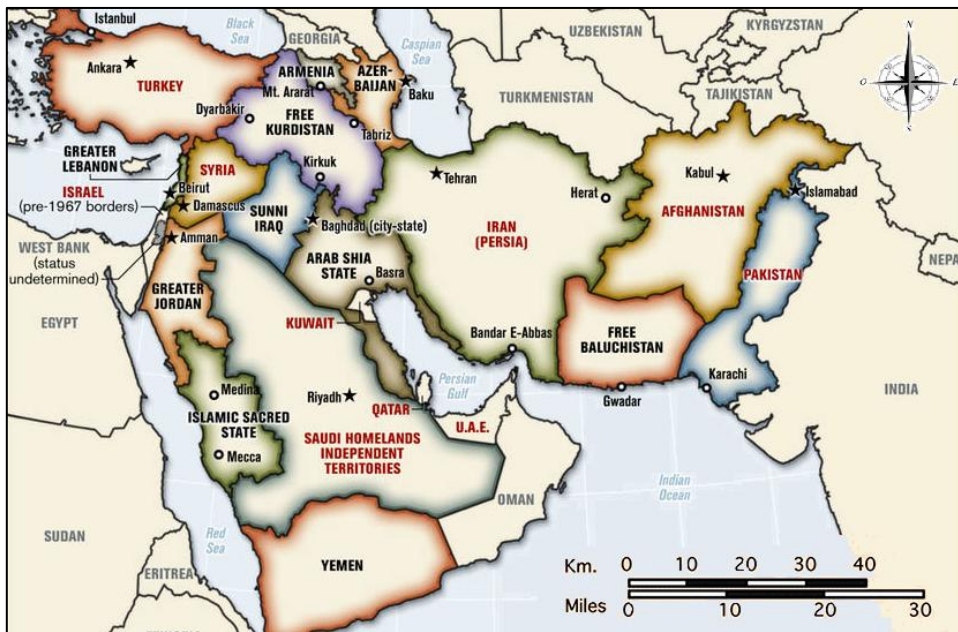 Istanbul
Black
Sea
GEORGIA
Caspian
Sea
UZBEKISTAN
KYRGYZSTAN
N
Ankara
TURKEY
ARMENIA
Mt. Ararat
AZER-
BAIJAN
Baku
TURKMENISTAN
TAJIKISTAN
O
E
S
Dyarbakir
FREE
KURDISTAN
Tabriz
GREATER
LEBANON
SYRIA
Kirkuk
Tehran
Herat
Kabul
Islamabad
ISRAEL
(pre-1967 borders)
Beirut
Damascus
SUNNI
IRAQ
Baghdad (city-state)
IRAN
(PERSIA)
AFGHANISTAN
WEST BANK
(status
undetermined)
Amman
ARAB SHIA
STATE
Basra
PAKISTAN
NEPA
EGYPT
GREATER
JORDAN
KUWAIT
Bandar E-Abbas
FREE
BALUCHISTAN
Karachi
INDIA
Medina
ISLAMIC SACRED
STATE
Mecca
Riyadh
Persian
Gulf
QATAR
U.A.E.
Gwadar
SAUDI HOMELANDS
INDEPENDENT
TERRITORIES
OMAN
Indian
Ocean
SUDAN
Red
Sea
ERITREA
YEMEN
Km. 0 10 20 30 40
Miles 0 10 20 30